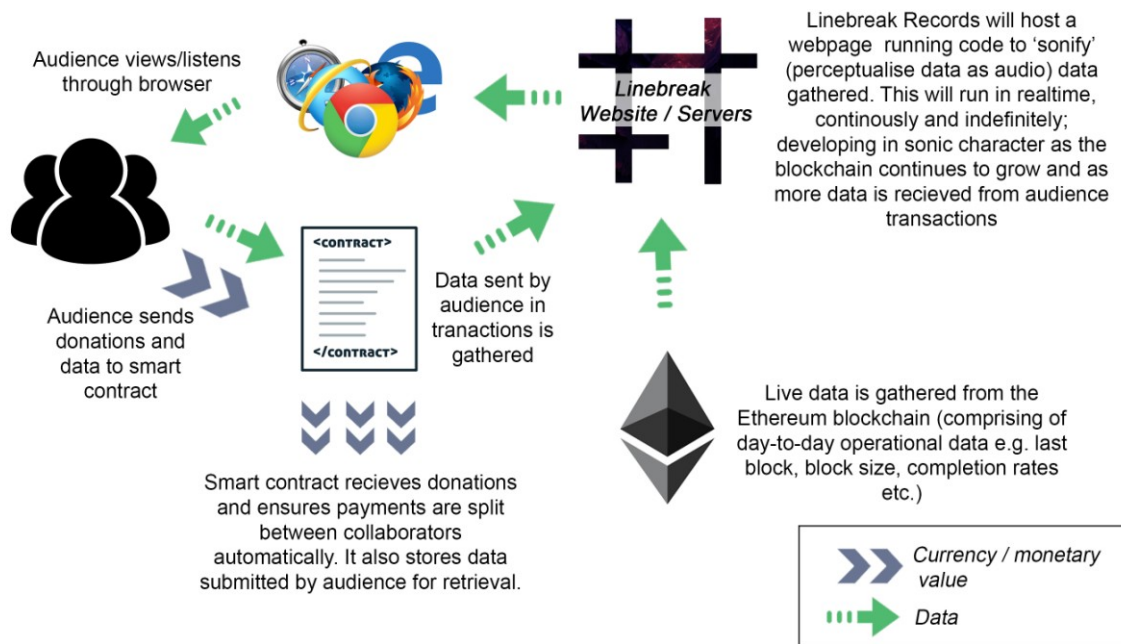 Audience views/listens
through browser
Linebreak
Website / Servers
Linebreak Records will host a
webpage running code to ‘sonify’
(perceptualise data as audio) data
gathered. This will run in realtime,
continously and indefinitely;
developing in sonic character as the
blockchain continues to grow and as
more data is recieved from audience
transactions
Audience sends
donations and
data to smart
contract
<contract>
</contract>
Data sent by
audience in
tranactions is
gathered
Smart contract recieves donations
and ensures payments are split
between collaborators
automatically. It also stores data
submitted by audience for retrieval.
Live data is gathered from the
Ethereum blockchain (comprising of
day-to-day operational data e.g. last
block, block size, completion rates
etc.)
Currency / monetary
value
Data